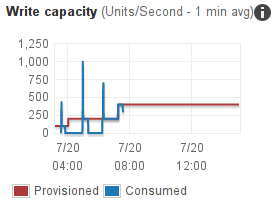 Write capacity (Units/Second - 1 min avg) i
1,250
1,000
750
500
250
0
7/20 7/20 7/20
04:00 08:00 12:00
Provisioned Consumed